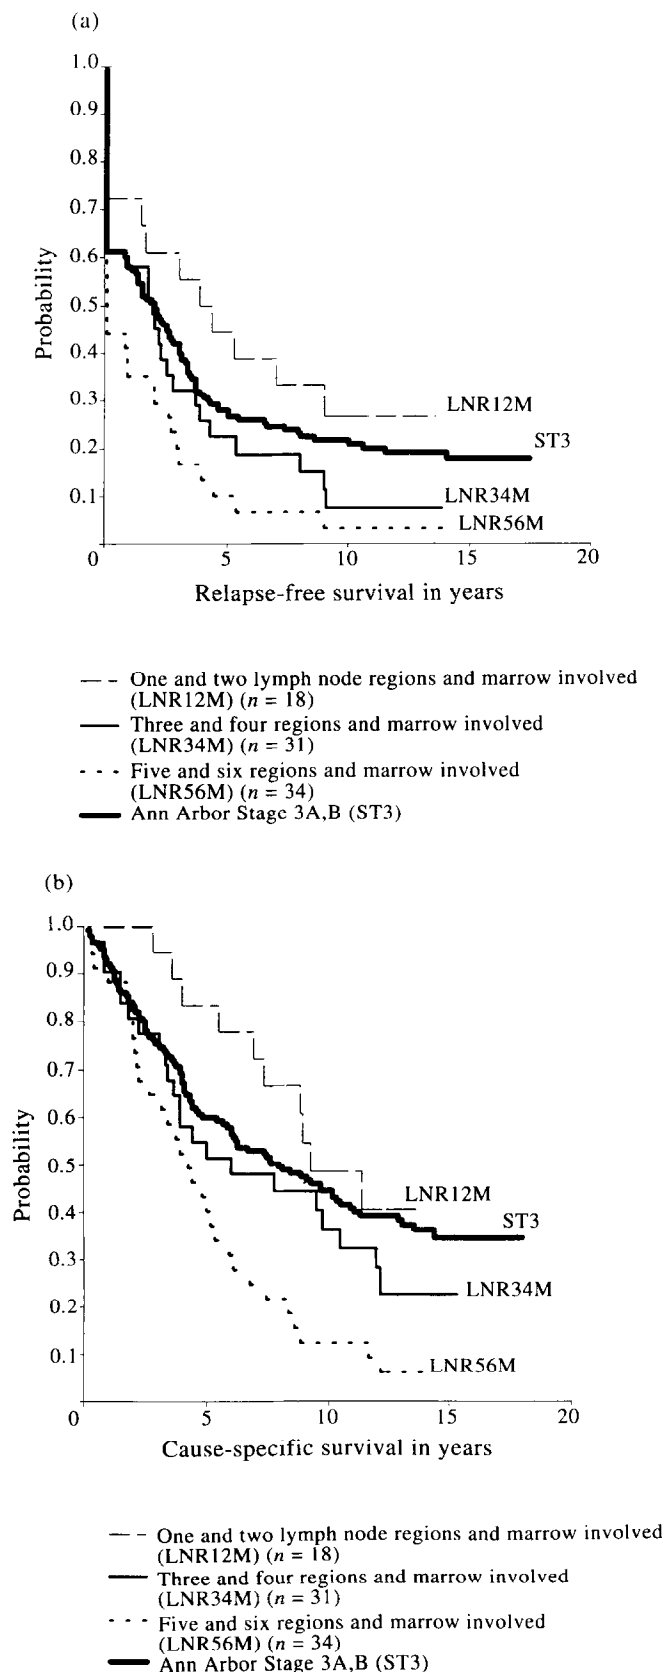 (a)
1.0
0.9
0.8
0.7
0.6
0.5
0.4
0.3
0.2
0.1
Probability
LNR12M
ST3
LNR34M
LNR56M
0 5 10 15 20
Relapse-free survival in years
One and two lymph node regions and marrow involved
(LNR12M) (n = 18)
Three and four regions and marrow involved
(LNR34M) (n = 31)
Five and six regions and marrow involved
(LNR56M) (n = 34)
Ann Arbor Stage 3A,B (ST3)
(b)
1.0
0.9
0.8
0.7
0.6
0.5
0.4
0.3
0.2
0.1
Probability
LNR12M
ST3
LNR34M
LNR56M
0 5 10 15 20
Cause-specific survival in years
One and two lymph node regions and marrow involved
(LNR12M) (n = 18)
Three and four regions and marrow involved
(LNR34M) (n = 31)
Five and six regions and marrow involved
(LNR56M) (n = 34)
Ann Arbor Stage 3A,B (ST3)